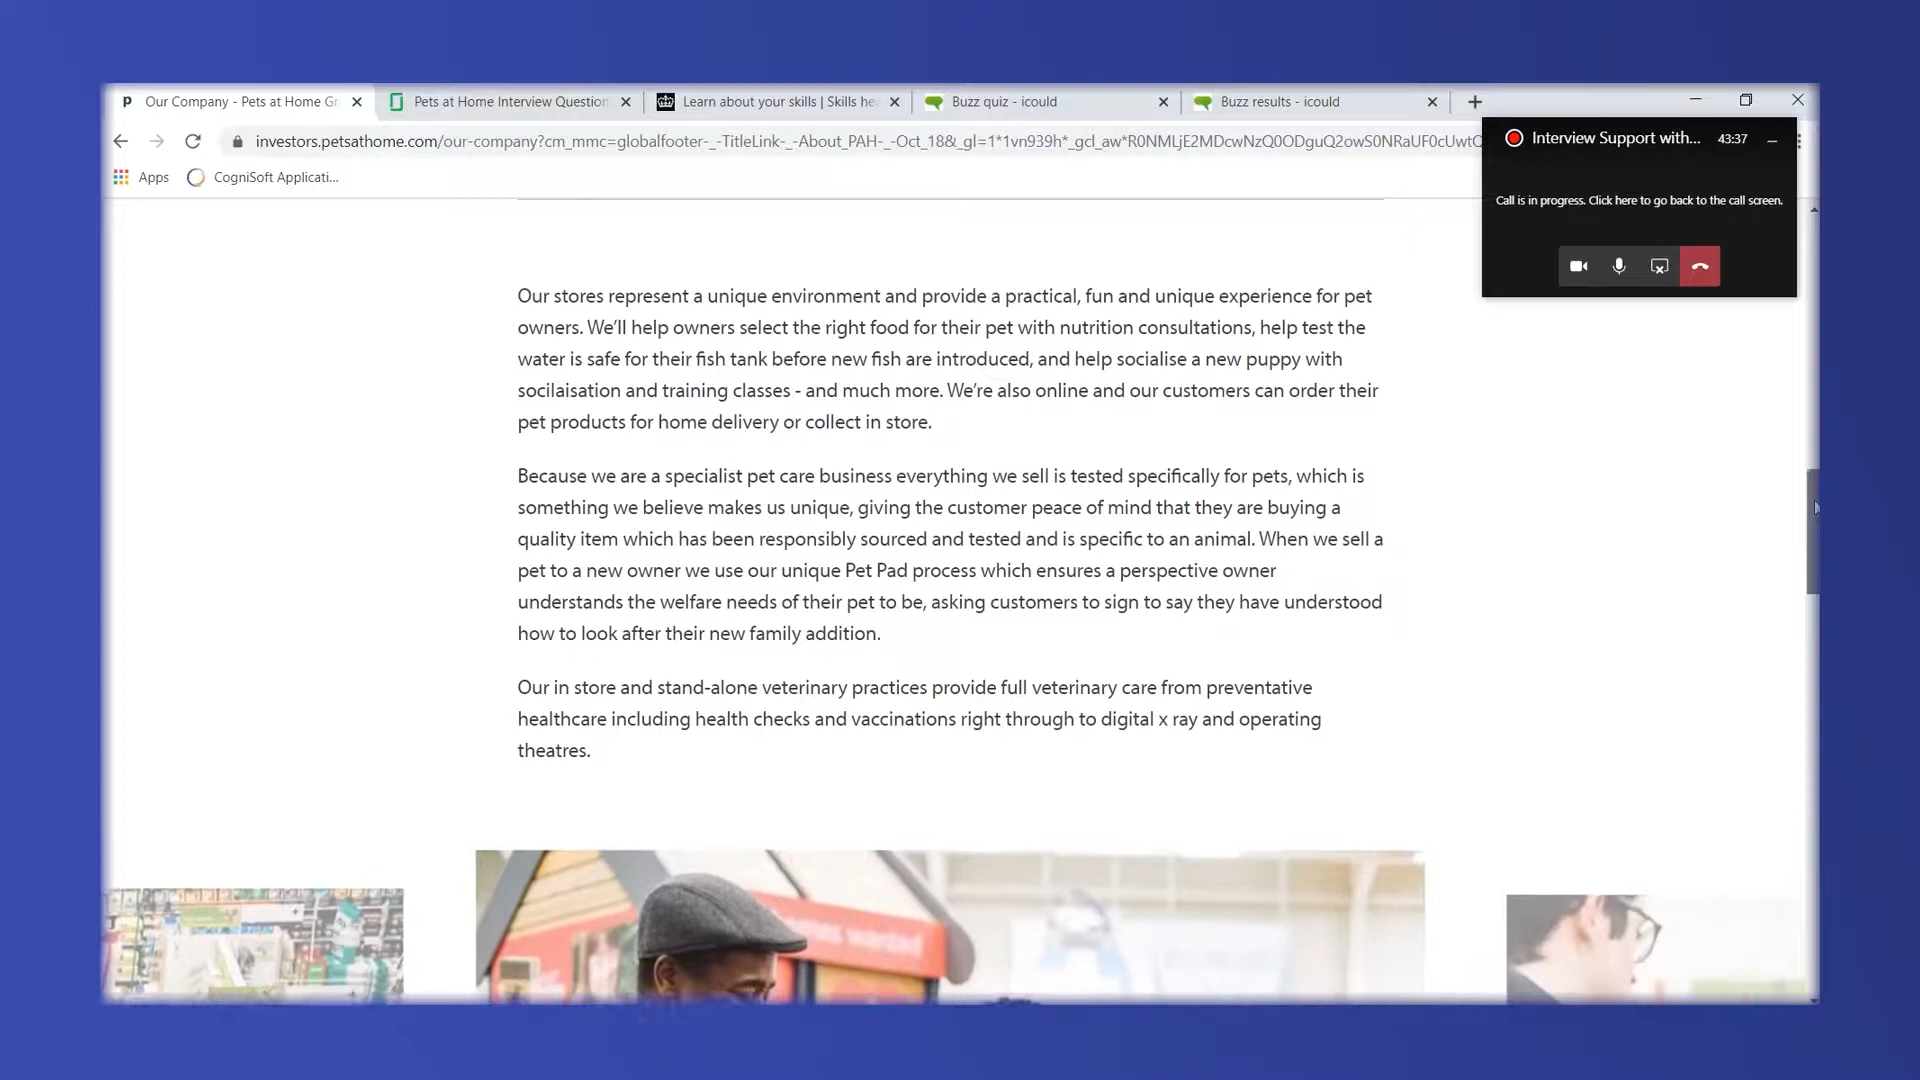 Our Company - Pets at Home Gr
Pets at Home Interview Question
Learn about your skills | Skills he
Buzz quiz - icould
Buzz results - icould
investors.petsathome.com/our-company?cm_mmc=globalfooter-_-TitleLink-_-About_PAH-_-Oct_18&_gl=1*1vn939h*_gcl_aw*R0NMLjE2MDcwNzQ0ODguQ2owS0NRaUF0cUwtQ
Interview Support with... 43:37
Apps
CogniSoft Applicati...
Call is in progress. Click here to go back to the call screen.
Our stores represent a unique environment and provide a practical, fun and unique experience for pet
owners. We’ll help owners select the right food for their pet with nutrition consultations, help test the
water is safe for their fish tank before new fish are introduced, and help socialise a new puppy with
socilaisation and training classes - and much more. We’re also online and our customers can order their
pet products for home delivery or collect in store.
Because we are a specialist pet care business everything we sell is tested specifically for pets, which is
something we believe makes us unique, giving the customer peace of mind that they are buying a
quality item which has been responsibly sourced and tested and is specific to an animal. When we sell a
pet to a new owner we use our unique Pet Pad process which ensures a perspective owner
understands the welfare needs of their pet to be, asking customers to sign to say they have understood
how to look after their new family addition.
Our in store and stand-alone veterinary practices provide full veterinary care from preventative
healthcare including health checks and vaccinations right through to digital x ray and operating
theatres.
wanted